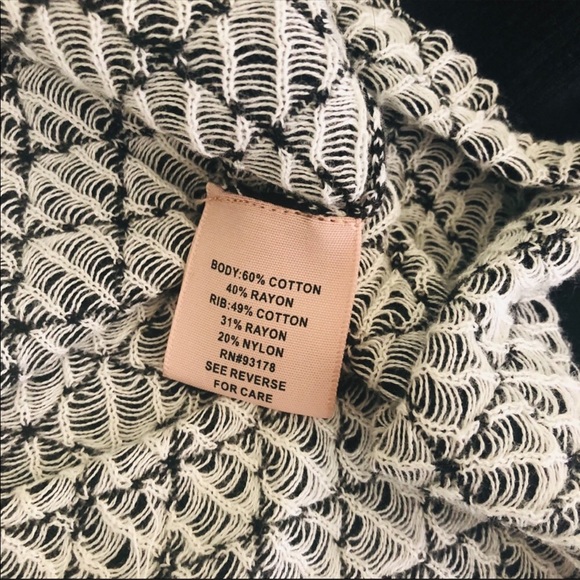 BODY:60% COTTON
40% RAYON
RIB:49% COTTON
31% RAYON
20% NYLON
RN#93178
SEE REVERSE
FOR CARE